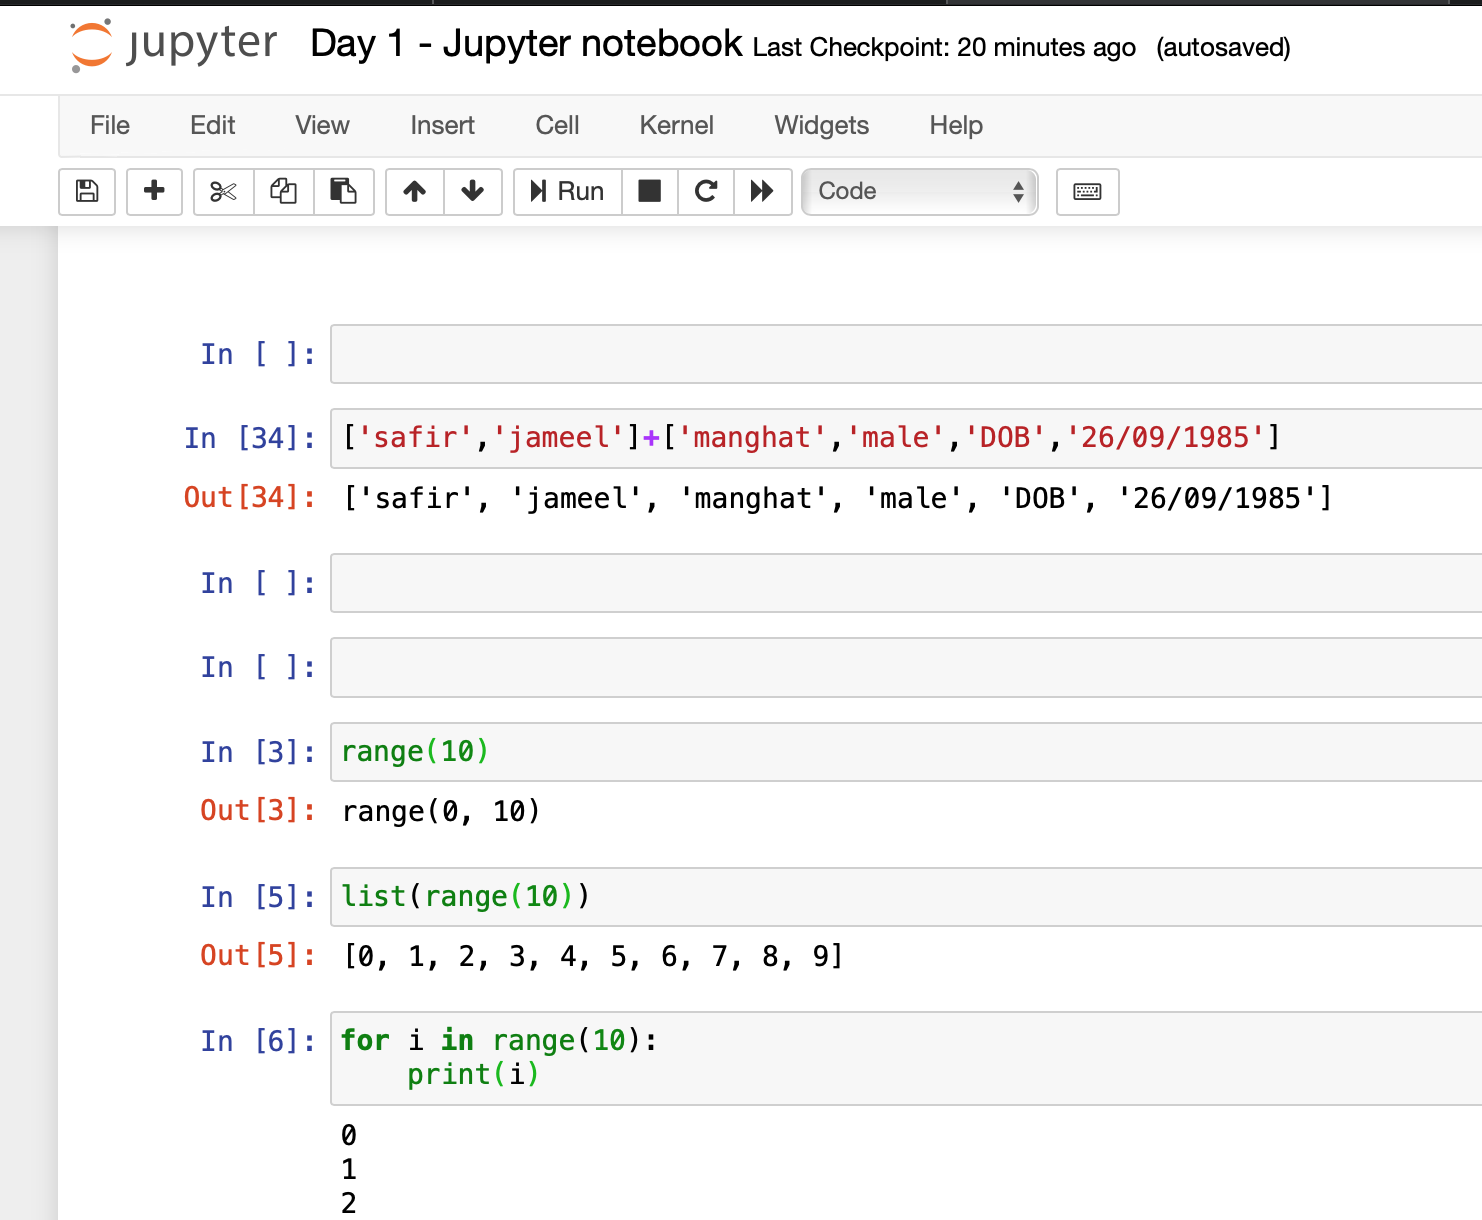 jupyter Day 1 - Jupyter notebook Last Checkpoint: 20 minutes ago (autosaved)
File Edit View Insert Cell Kernel Widgets Help
Run Code
In [ ]:
In [34]: ['safir','jameel']+['manghat','male','DOB','26/09/1985']
Out[34]: ['safir', 'jameel', 'manghat', 'male', 'DOB', '26/09/1985']
In [ ]:
In [ ]:
In [3]: range(10)
Out[3]: range(0, 10)
In [5]: list(range(10))
Out[5]: [0, 1, 2, 3, 4, 5, 6, 7, 8, 9]
In [6]: for i in range(10):
print(i)
0
1
2